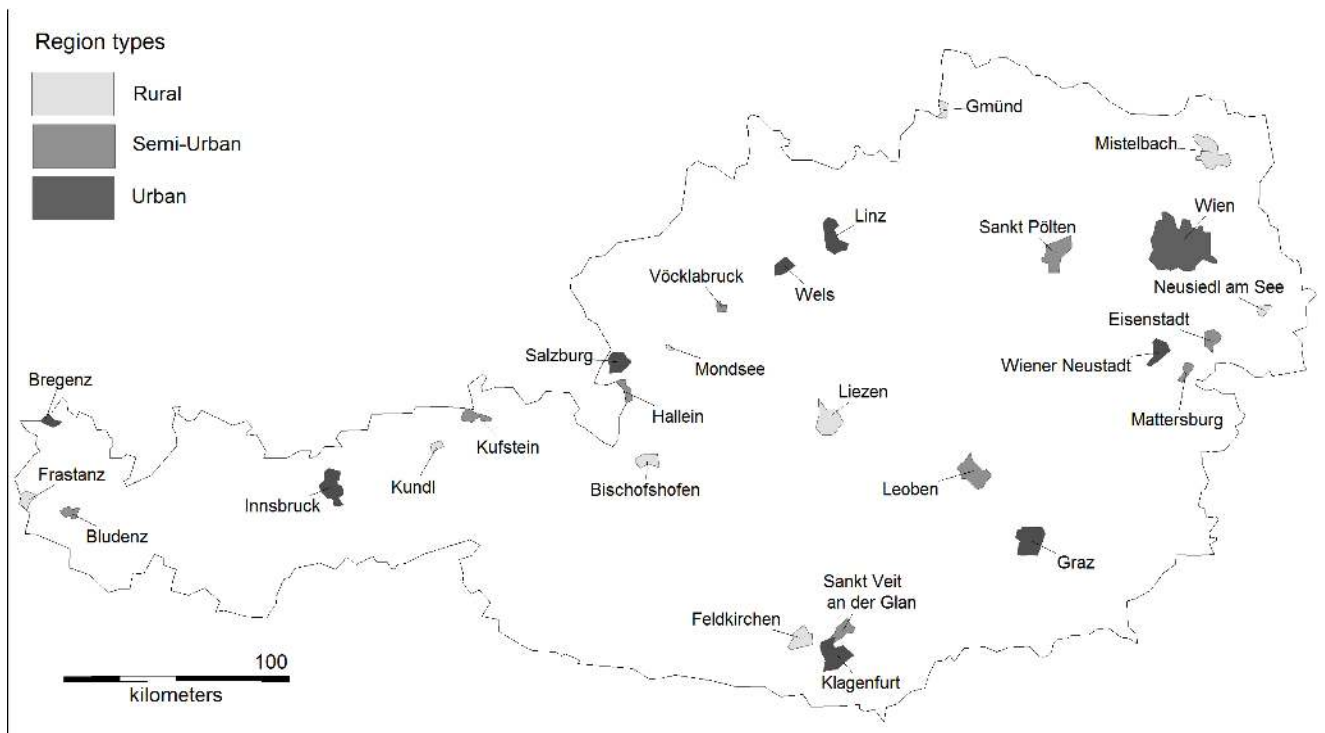 Region types
Rural
Semi-Urban
Urban
Gmünd
Mistelbach
Linz
Sankt Pölten
Wien
Vöcklabruck
Wels
Neusiedl am See
Eisenstadt
Salzburg
Mondsee
Wiener Neustadt
Bregenz
Hallein
Liezen
Mattersburg
Kufstein
Frastanz
Kundl
Bischofshofen
Leoben
Innsbruck
Bludenz
Graz
Sankt Veit
an der Glan
Feldkirchen
Klagenfurt
100
kilometers